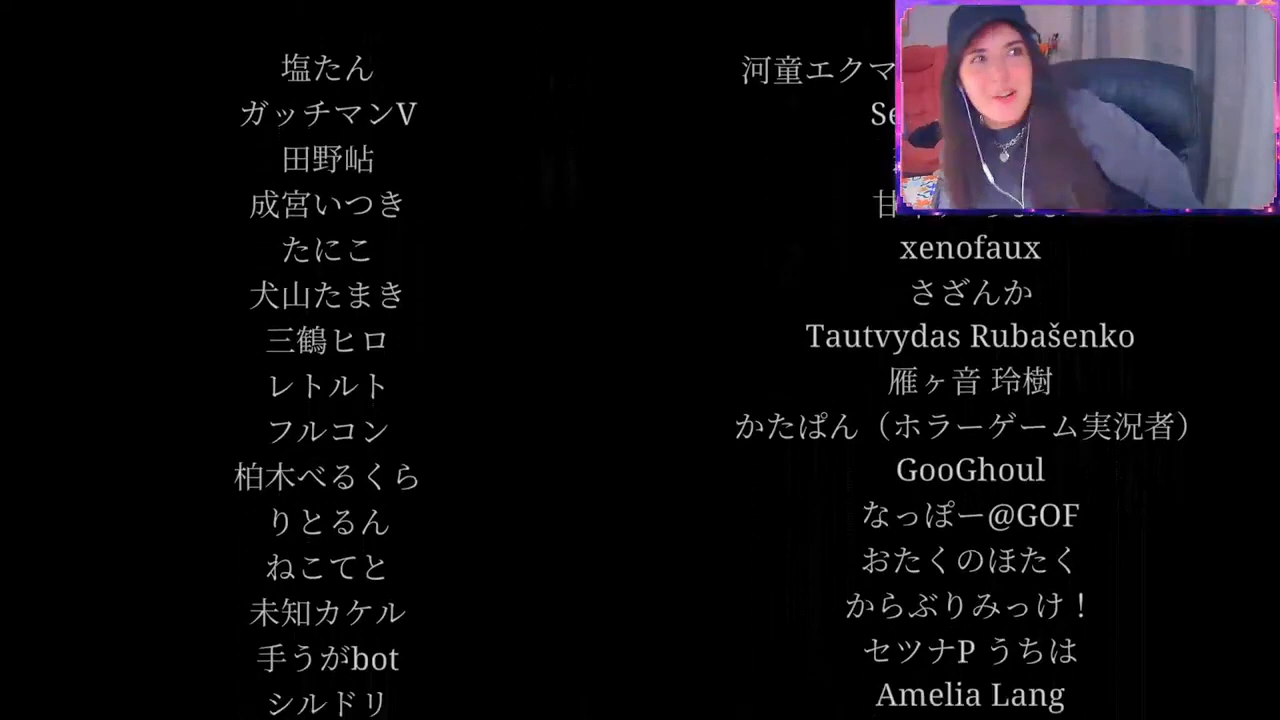 塩たん
ガッチマンV
田野岾
成宮いつき
たにこ
犬山たまき
三鶴ヒロ
レトルト
フルコン
柏木べるくら
りとるん
ねこてと
未知カケル
手うがbot
シルドリ
河童エクマ
xenofaux
さざんか
Tautvydas Rubašenko
雁ヶ音 玲樹
かたぱん（ホラーゲーム実況者）
GooGhoul
なっぽー@GOF
おたくのほたく
からぶりみっけ！
セツナP うちは
Amelia Lang